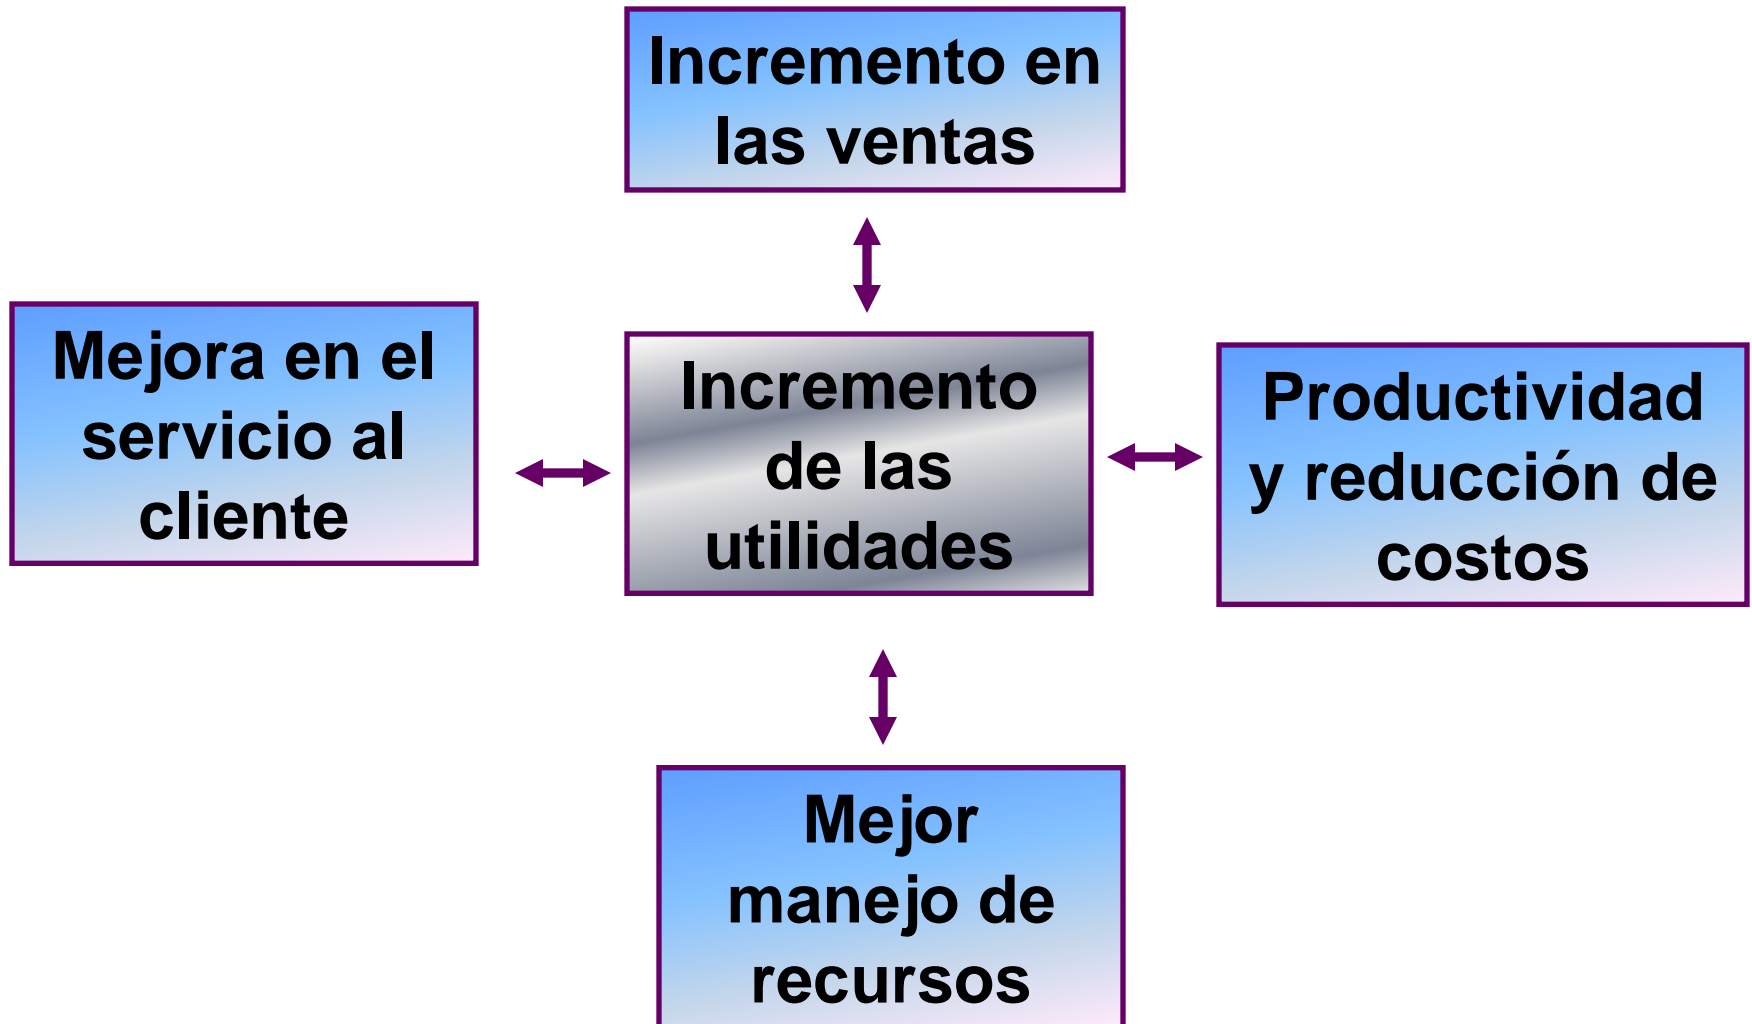 Incremento en
las ventas
Mejora en el
servicio al
cliente
Incremento
de las
utilidades
Productividad
y reducción de
costos
Mejor
manejo de
recursos